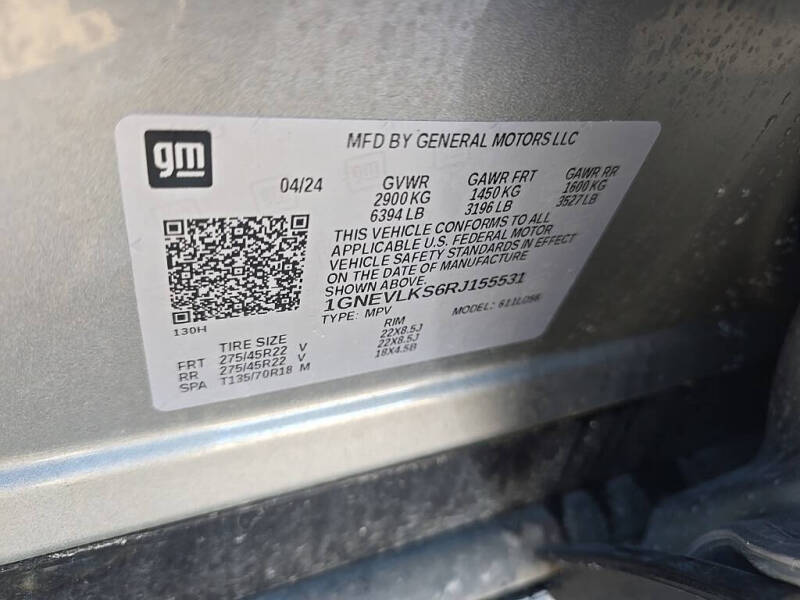 gm
MFD BY GENERAL MOTORS LLC
04/24 GVWR GAWR FRT GAWR RR
2900 KG 1450 KG 1600 KG
6394 LB 3196 LB 3527 LB
THIS VEHICLE CONFORMS TO ALL
APPLICABLE U.S. FEDERAL MOTOR
VEHICLE SAFETY STANDARDS IN EFFECT
ON THE DATE OF MANUFACTURE
SHOWN ABOVE.
1GNEVLKS6RJ155531
TYPE: MPV MODEL:
130H
TIRE SIZE RIM
FRT 275/45R22 V 22X8.5J
RR 275/45R22 V 22X8.5J
SPA T135/70R18 M 18X4.5B